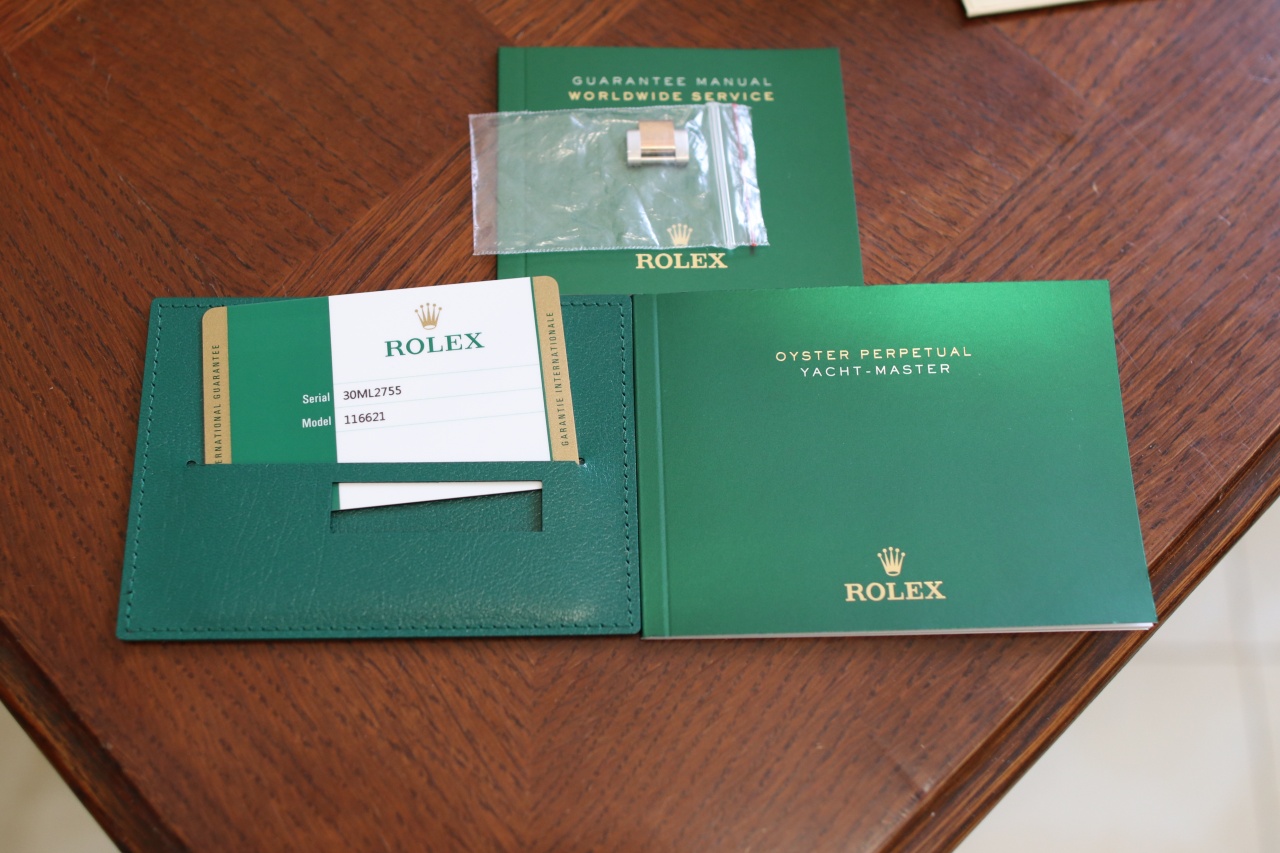 GUARANTEE MANUAL
WORLDWIDE SERVICE
ROLEX
INTERNATIONAL GUARANTEE
ROLEX
Serial 30ML2755
Model 116621
GARANTIE INTERNATIONALE
OYSTER PERPETUAL
YACHT-MASTER
ROLEX